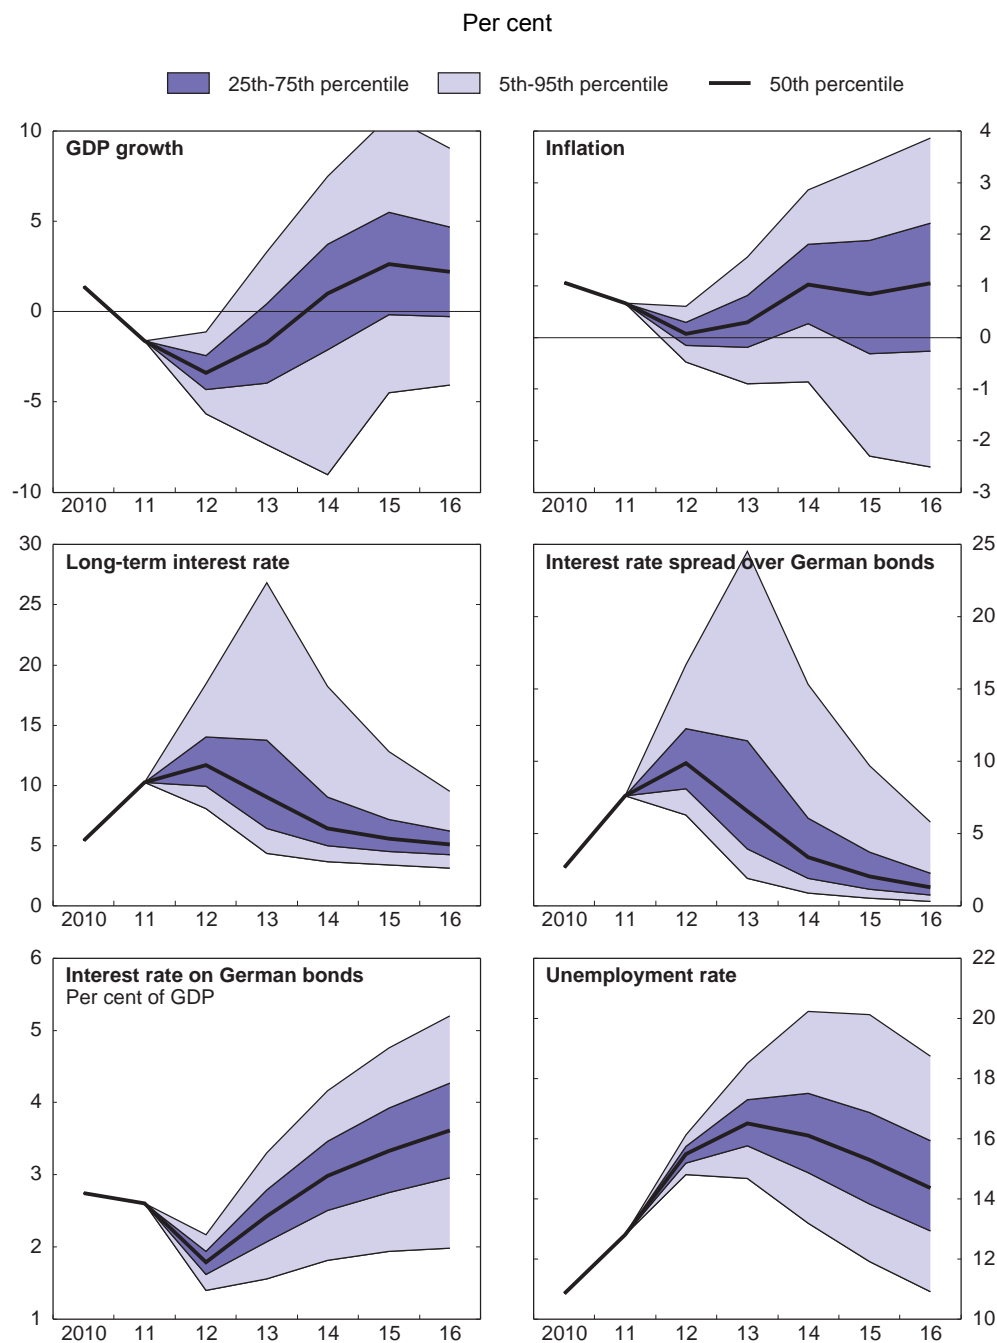 Per cent
25th-75th percentile 5th-95th percentile 50th percentile
GDP growth
10
5
0
-5
-10
2010 11 12 13 14 15 16
Inflation
4
3
2
1
0
-1
-2
-3
2010 11 12 13 14 15 16
Long-term interest rate
30
25
20
15
10
5
0
2010 11 12 13 14 15 16
Interest rate spread over German bonds
25
20
15
10
5
0
2010 11 12 13 14 15 16
Interest rate on German bonds
Per cent of GDP
6
5
4
3
2
1
2010 11 12 13 14 15 16
Unemployment rate
22
20
18
16
14
12
10
2010 11 12 13 14 15 16